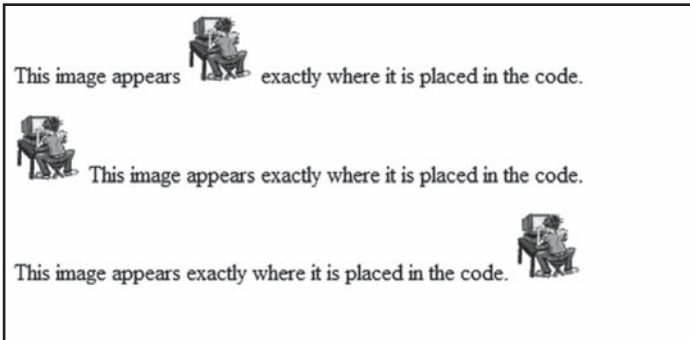 This image appears exactly where it is placed in the code.
This image appears exactly where it is placed in the code.
This image appears exactly where it is placed in the code.